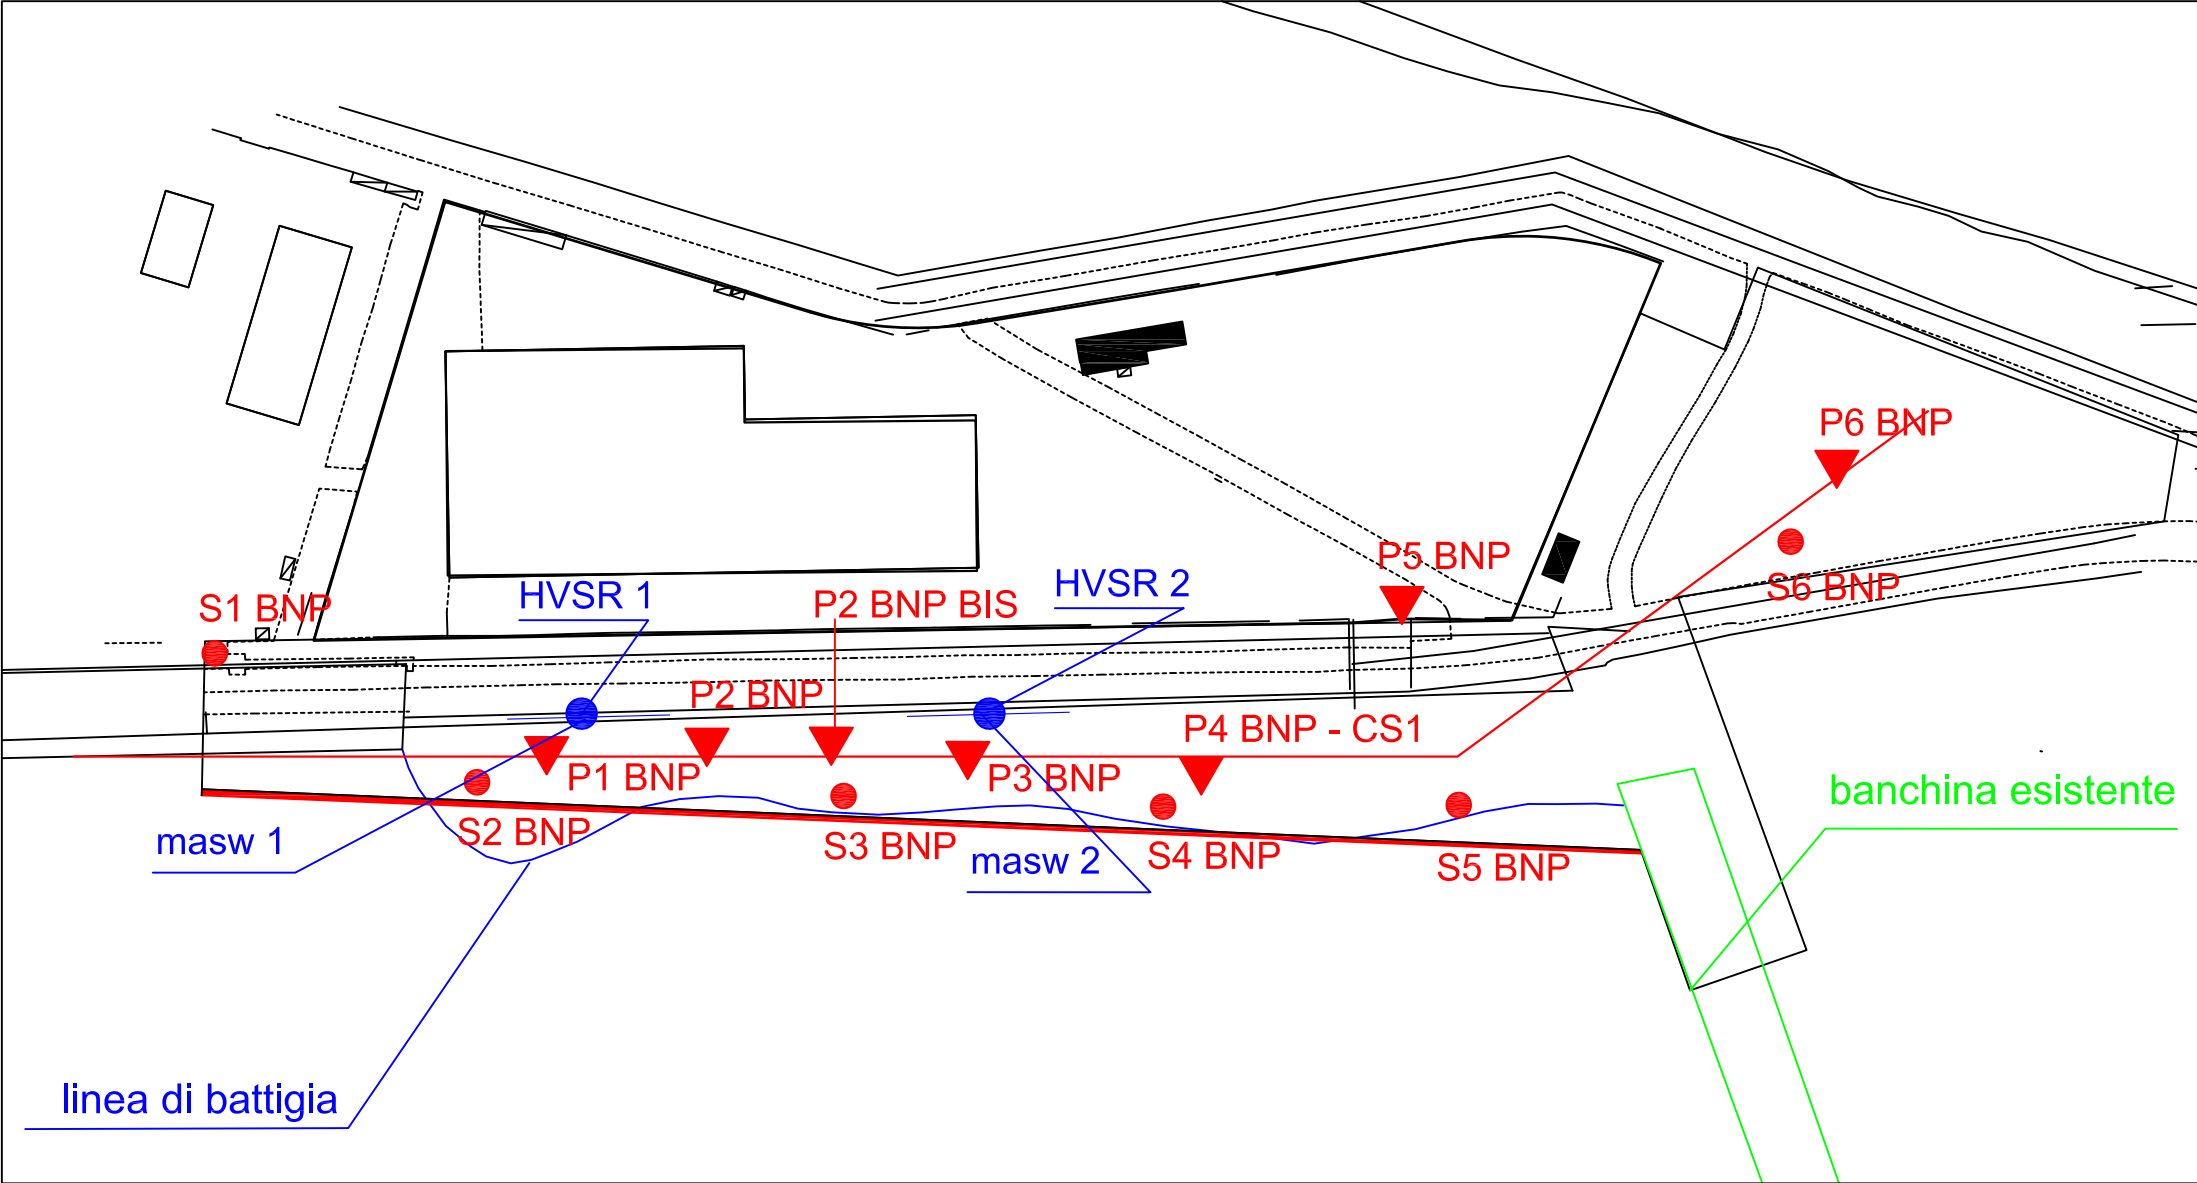 P6 BNP
P5 BNP
S6 BNP
HVSR 2
HVSR 1
P2 BNP BIS
S1 BNP
P2 BNP
P4 BNP - CS1
P1 BNP
P3 BNP
banchina esistente
S2 BNP
masw 1
S3 BNP
masw 2
S4 BNP
S5 BNP
linea di battigia